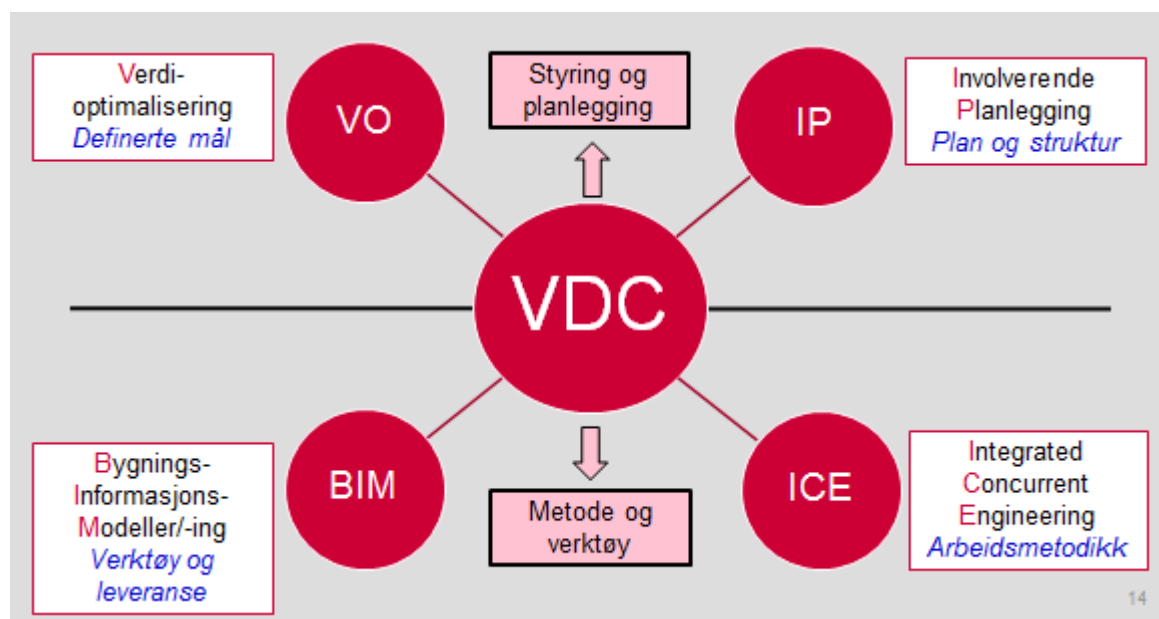 Verdi-
optimalisering
Definerte mål
VO
Styring og
planlegging
IP
Involverende
Planlegging
Plan og struktur
VDC
Bygnings-
Informasjons-
Modeller/-ing
Verktøy og
leveranse
BIM
Metode og
verktøy
ICE
Integrated
Concurrent
Engineering
Arbeidsmetodikk
14